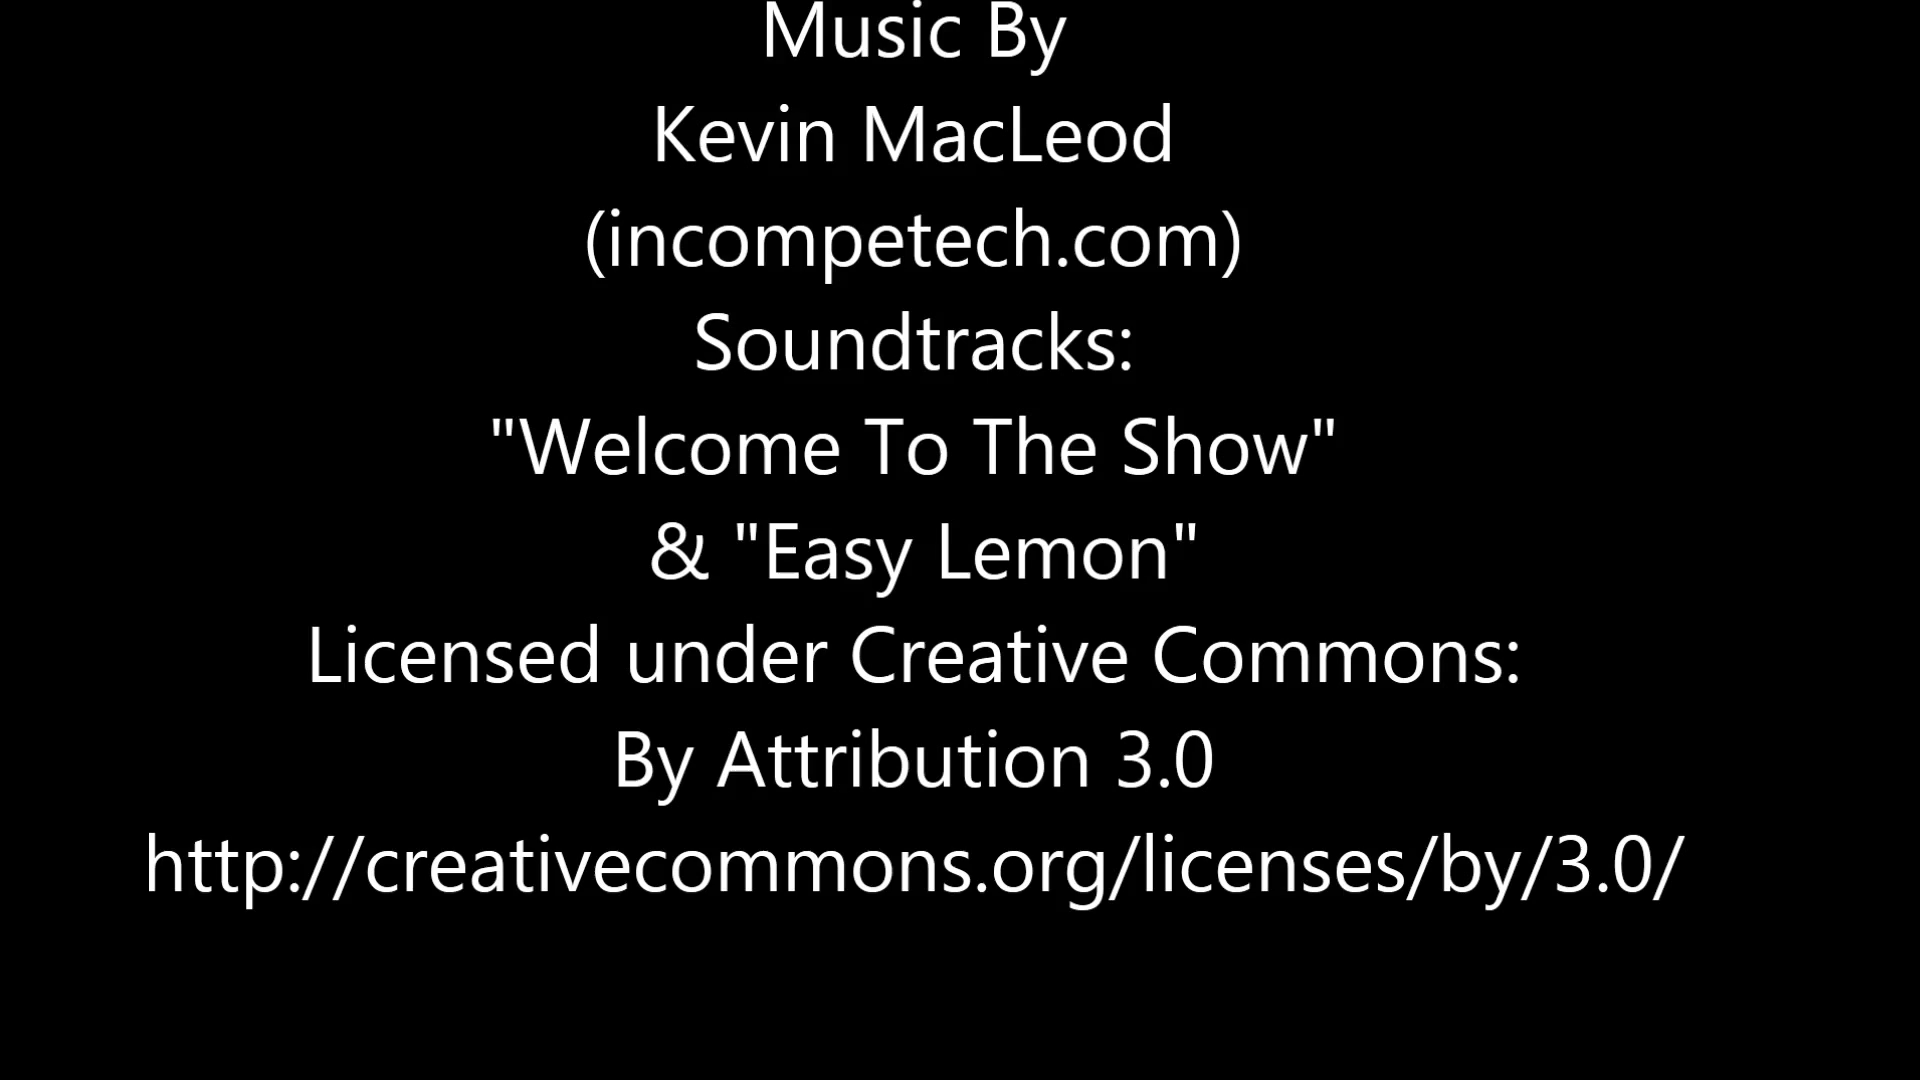 Music By
Kevin MacLeod
(incompetech.com)
Soundtracks:
"Welcome To The Show"
& "Easy Lemon"
Licensed under Creative Commons:
By Attribution 3.0
http://creativecommons.org/licenses/by/3.0/